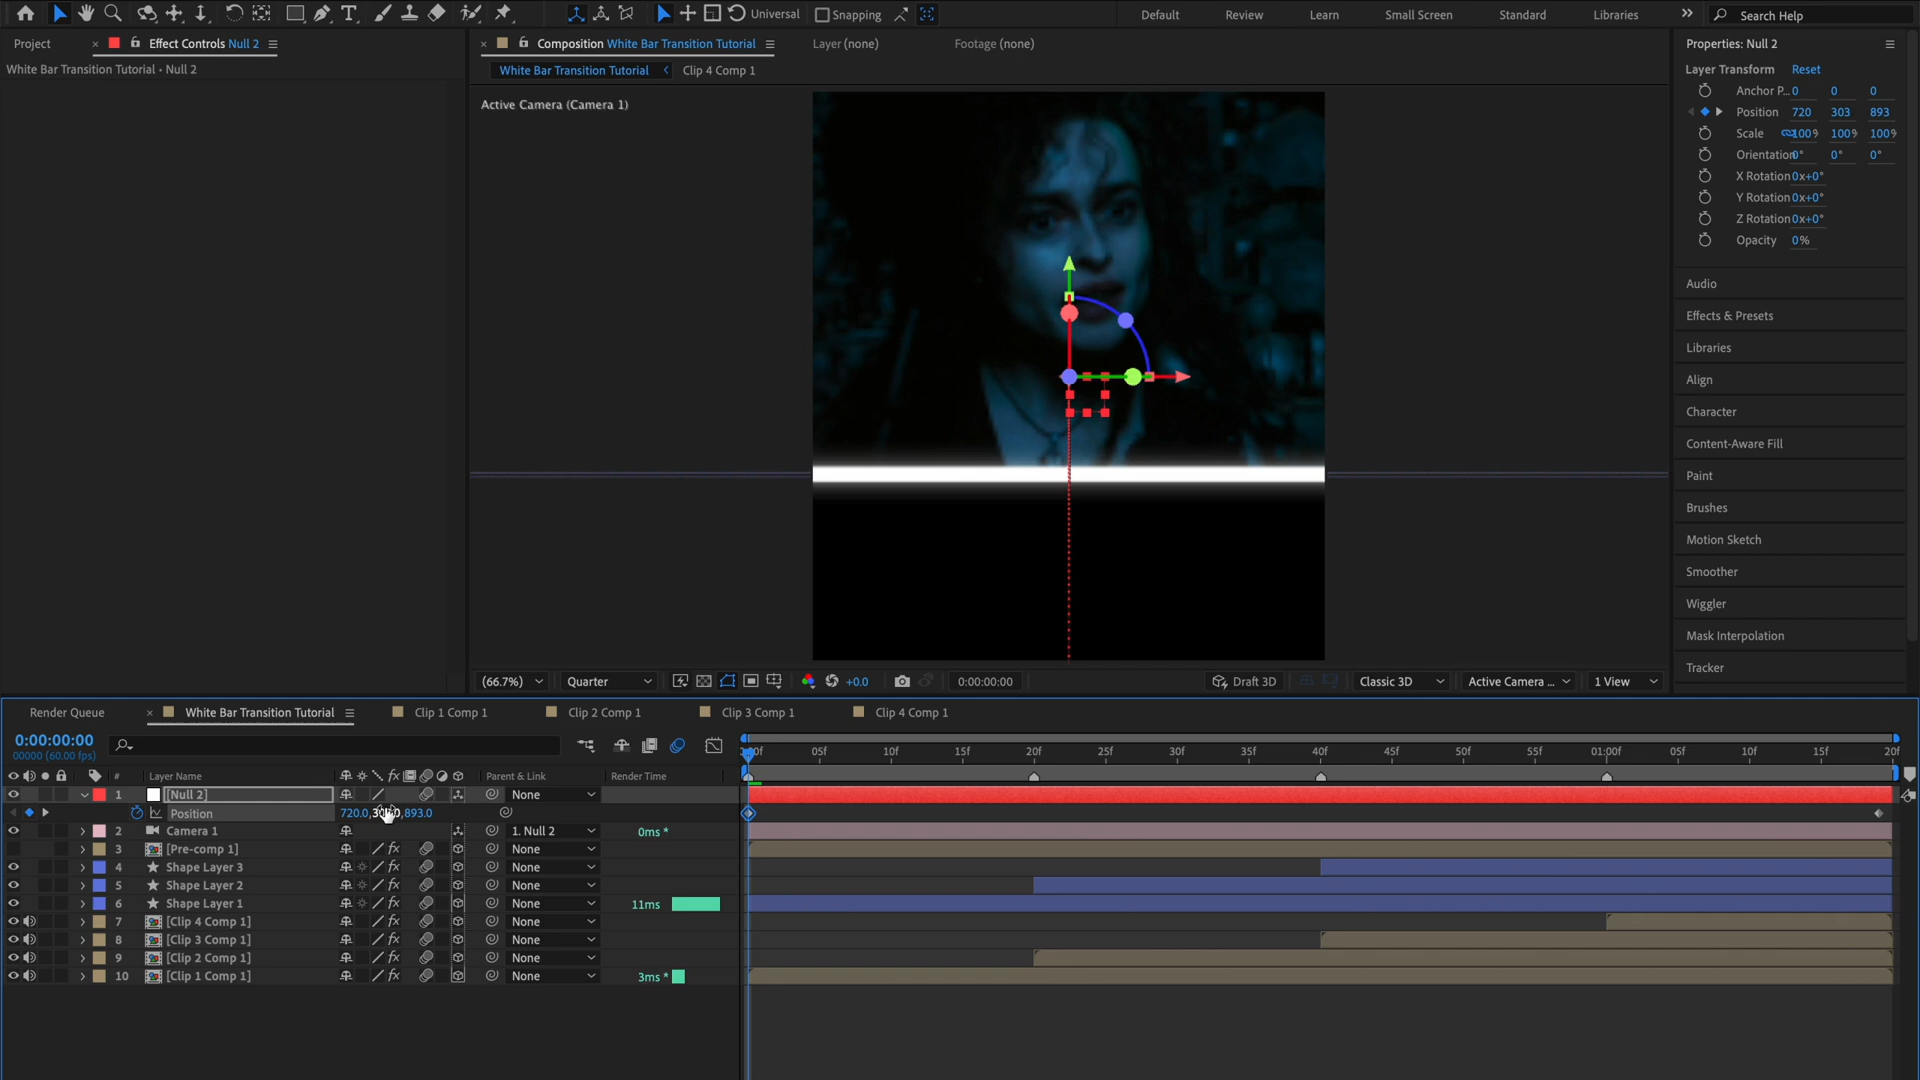 Universal
Snapping
Default
Review
Learn
Small Screen
Standard
Libraries
Search Help
Project
Effect Controls Null 2
Composition White Bar Transition Tutorial
Layer (none)
Footage (none)
Properties: Null 2
White Bar Transition Tutorial • Null 2
White Bar Transition Tutorial
Clip 4 Comp 1
Layer Transform Reset
Active Camera (Camera 1)
Anchor P... 0 0 0
Position 720 303 893
Scale 100% 100% 100%
Orientation 0° 0° 0°
X Rotation 0x+0°
Y Rotation 0x+0°
Z Rotation 0x+0°
Opacity 0%
Audio
Effects & Presets
Libraries
Align
Character
Content-Aware Fill
Paint
Brushes
Motion Sketch
Smoother
Wiggler
Mask Interpolation
Tracker
(66.7%)
Quarter
+0.0
0:00:00:00
Draft 3D
Classic 3D
Active Camera ...
1 View
Render Queue
White Bar Transition Tutorial
Clip 1 Comp 1
Clip 2 Comp 1
Clip 3 Comp 1
Clip 4 Comp 1
0:00:00:00
00000 (60.00 fps)
05f 10f 15f 20f 25f 30f 35f 40f 45f 50f 55f 01:00f 05f 10f 15f 20f
# Layer Name fx Parent & Link Render Time
1 [Null 2] None
Position 720.0, ,893.0
2 Camera 1 1. Null 2 0ms *
3 [Pre-comp 1] fx None
4 Shape Layer 3 fx None
5 Shape Layer 2 fx None
6 Shape Layer 1 fx None 11ms
7 [Clip 4 Comp 1] fx None
8 [Clip 3 Comp 1] fx None
9 [Clip 2 Comp 1] fx None
10 [Clip 1 Comp 1] fx None 3ms *